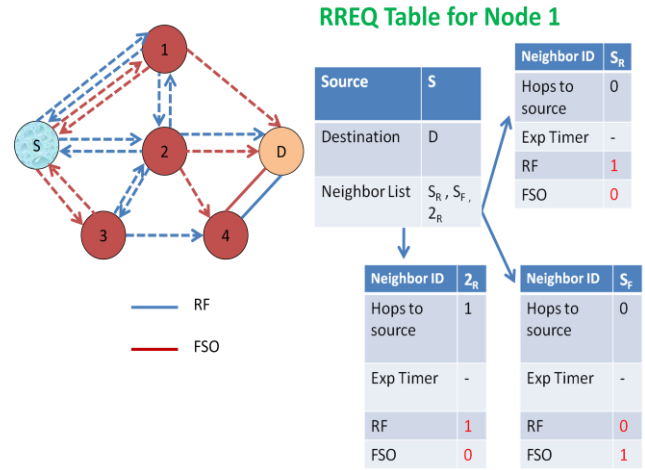 RREQ Table for Node 1
1
S
2
D
3
4
RF
FSO
Source S
Destination D
Neighbor List S_R , S_F ,
2_R
Neighbor ID S_R
Hops to 0
source
Exp Timer -
RF 1
FSO 0
Neighbor ID 2_R
Hops to 1
source
Exp Timer -
RF 1
FSO 0
Neighbor ID S_F
Hops to 0
source
Exp Timer -
RF 0
FSO 1